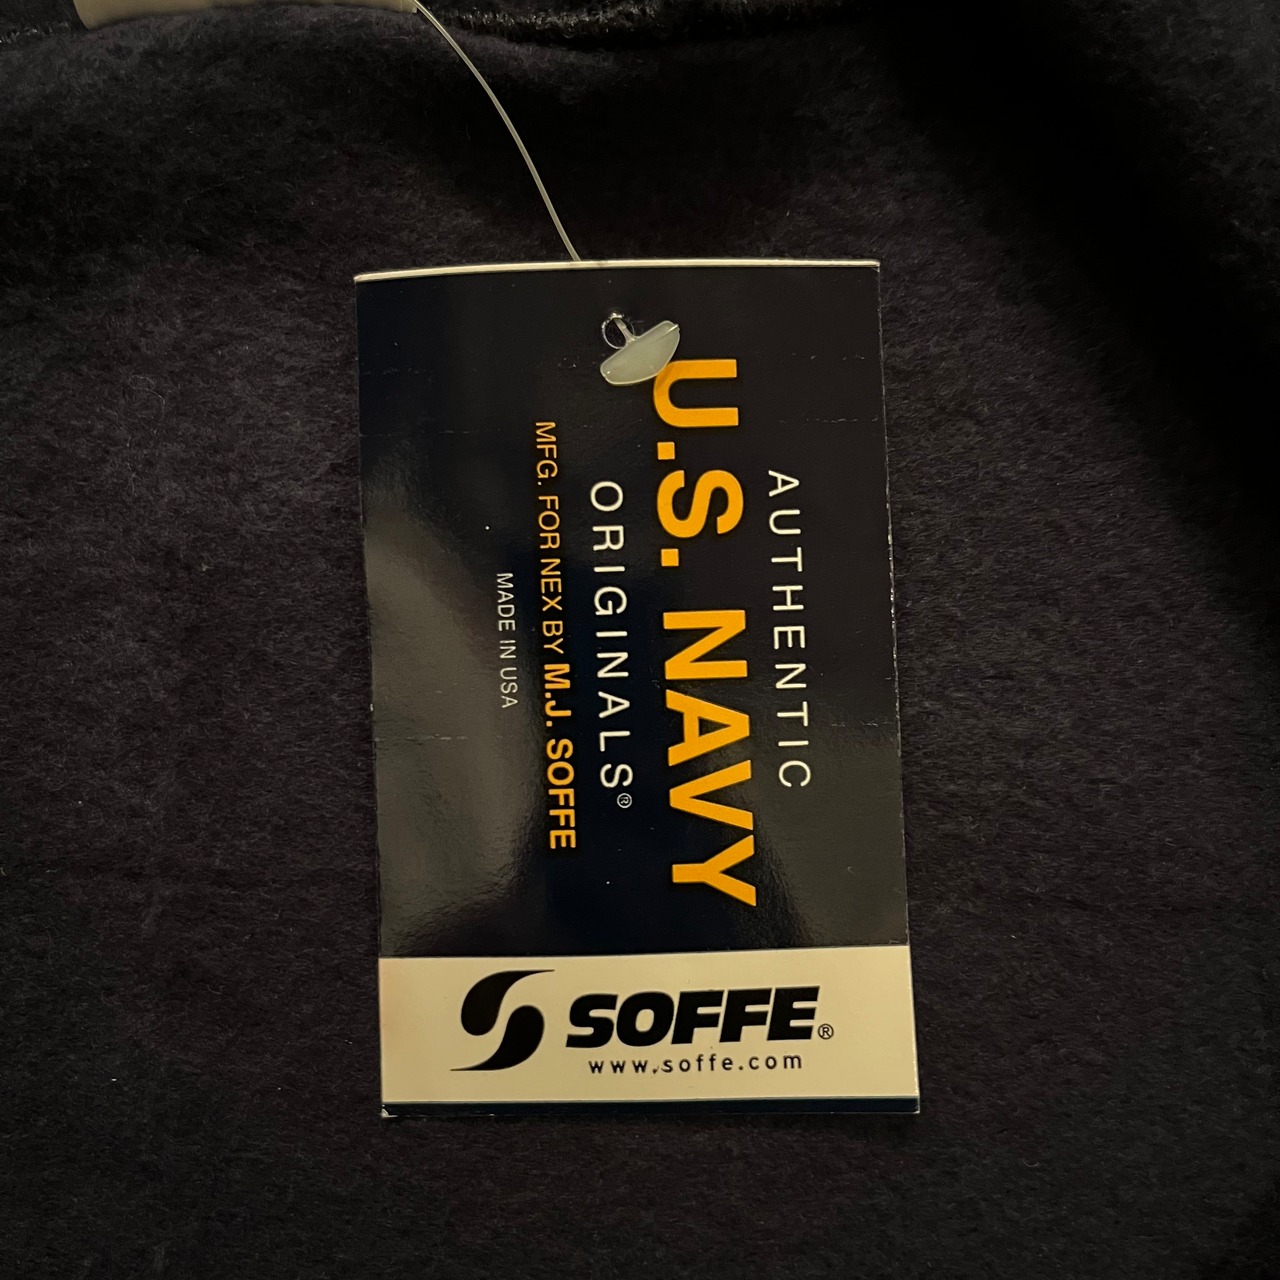 AUTHENTIC
U.S. NAVY
ORIGINALS®
MFG. FOR NEX BY M.J. SOFFE
MADE IN USA
SOFFE®
www.soffe.com